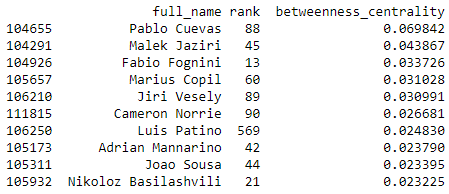 full_name rank betweenness_centrality
104655 Pablo Cuevas 88 0.069842
104291 Malek Jaziri 45 0.043867
104926 Fabio Fognini 13 0.033726
105657 Marius Copil 60 0.031028
106210 Jiri Vesely 89 0.030991
111815 Cameron Norrie 90 0.026681
106250 Luis Patino 569 0.024830
105173 Adrian Mannarino 42 0.023790
105311 Joao Sousa 44 0.023395
105932 Nikoloz Basilashvili 21 0.023225